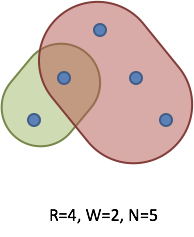 R=4, W=2, N=5